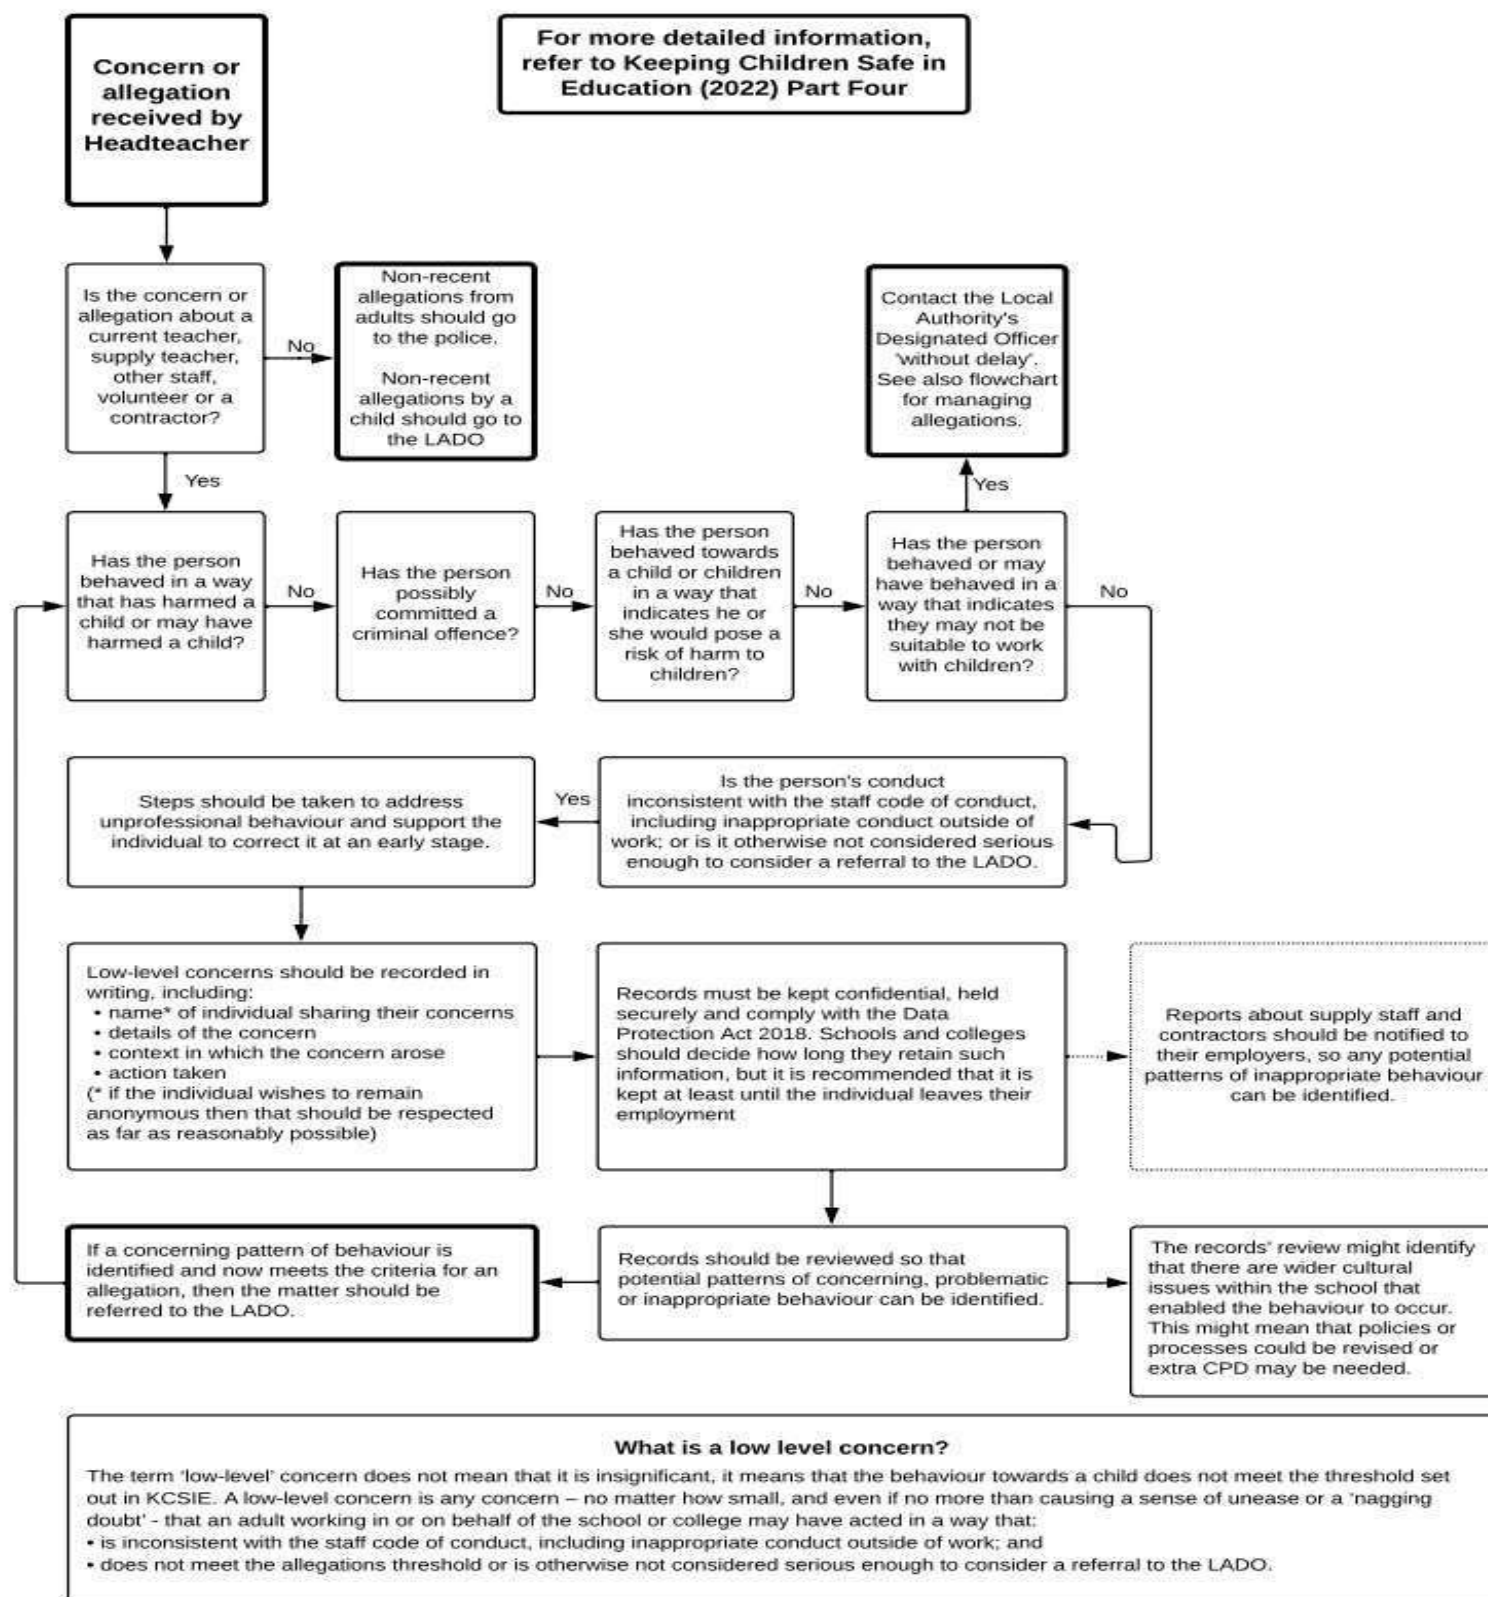 Concern or
allegation
received by
Headteacher
For more detailed information,
refer to Keeping Children Safe in
Education (2022) Part Four
Is the concern or
allegation about a
current teacher,
supply teacher,
other staff,
volunteer or a
contractor?
No
Non-recent
allegations from
adults should go
to the police.
Non-recent
allegations by a
child should go to
the LADO
Contact the Local
Authority's
Designated Officer
'without delay'.
See also flowchart
for managing
allegations.
Yes
Yes
Has the person
behaved in a way
that has harmed a
child or may have
harmed a child?
No
Has the person
possibly
committed a
criminal offence?
No
Has the person
behaved towards
a child or children
in a way that
indicates he or
she would pose a
risk of harm to
children?
No
Has the person
behaved or may
have behaved in a
way that indicates
they may not be
suitable to work
with children?
No
Is the person's conduct
inconsistent with the staff code of conduct,
including inappropriate conduct outside of
work; or is it otherwise not considered serious
enough to consider a referral to the LADO.
Yes
Steps should be taken to address
unprofessional behaviour and support the
individual to correct it at an early stage.
Low-level concerns should be recorded in
writing, including:
• name* of individual sharing their concerns
• details of the concern
• context in which the concern arose
• action taken
(* if the individual wishes to remain
anonymous then that should be respected
as far as reasonably possible)
Records must be kept confidential, held
securely and comply with the Data
Protection Act 2018. Schools and colleges
should decide how long they retain such
information, but it is recommended that it is
kept at least until the individual leaves their
employment
Reports about supply staff and
contractors should be notified to
their employers, so any potential
patterns of inappropriate behaviour
can be identified.
If a concerning pattern of behaviour is
identified and now meets the criteria for an
allegation, then the matter should be
referred to the LADO.
Records should be reviewed so that
potential patterns of concerning, problematic
or inappropriate behaviour can be identified.
The records' review might identify
that there are wider cultural
issues within the school that
enabled the behaviour to occur.
This might mean that policies or
processes could be revised or
extra CPD may be needed.
What is a low level concern?
The term 'low-level' concern does not mean that it is insignificant, it means that the behaviour towards a child does not meet the threshold set
out in KCSIE. A low-level concern is any concern – no matter how small, and even if no more than causing a sense of unease or a 'nagging
doubt' - that an adult working in or on behalf of the school or college may have acted in a way that:
• is inconsistent with the staff code of conduct, including inappropriate conduct outside of work; and
• does not meet the allegations threshold or is otherwise not considered serious enough to consider a referral to the LADO.